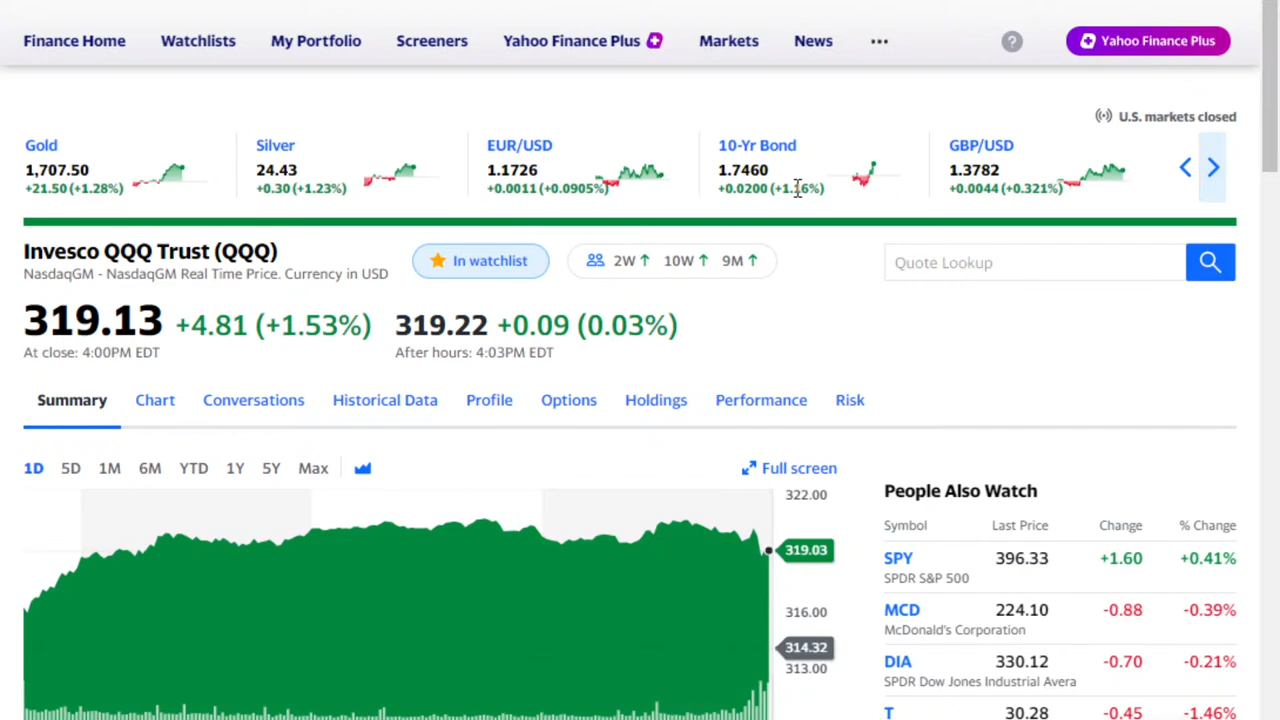 Finance Home Watchlists My Portfolio Screeners Yahoo Finance Plus Markets News ••• ? Yahoo Finance Plus
U.S. markets closed
Gold Silver EUR/USD 10-Yr Bond GBP/USD
1,707.50 24.43 1.1726 1.7460 1.3782
+21.50 (+1.28%) +0.30 (+1.23%) +0.0011 (+0.0905%) +0.0200 (+1.16%) +0.0044 (+0.321%)
Invesco QQQ Trust (QQQ) In watchlist 2W↑ 10W↑ 9M↑ Quote Lookup
NasdaqGM - NasdaqGM Real Time Price. Currency in USD
319.13 +4.81 (+1.53%) 319.22 +0.09 (0.03%)
At close: 4:00PM EDT After hours: 4:03PM EDT
Summary Chart Conversations Historical Data Profile Options Holdings Performance Risk
1D 5D 1M 6M YTD 1Y 5Y Max Full screen
322.00
319.03
316.00
314.32
313.00
People Also Watch
Symbol Last Price Change % Change
SPY 396.33 +1.60 +0.41%
SPDR S&P 500
MCD 224.10 -0.88 -0.39%
McDonald's Corporation
DIA 330.12 -0.70 -0.21%
SPDR Dow Jones Industrial Avera
T 30.28 -0.45 -1.46%